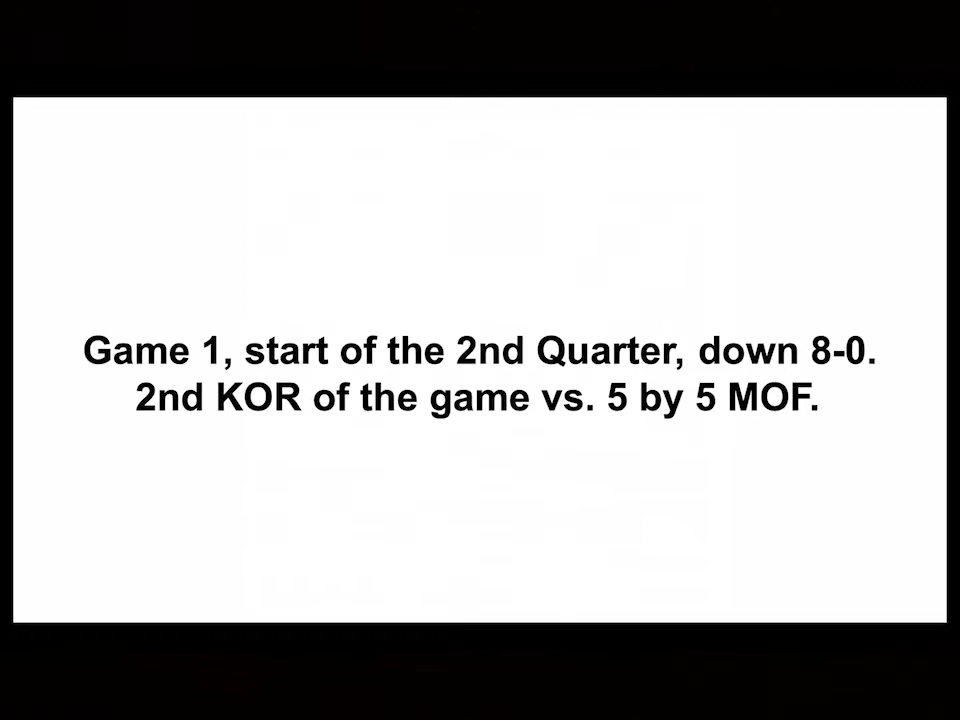 Game 1, start of the 2nd Quarter, down 8-0.
2nd KOR of the game vs. 5 by 5 MOF.